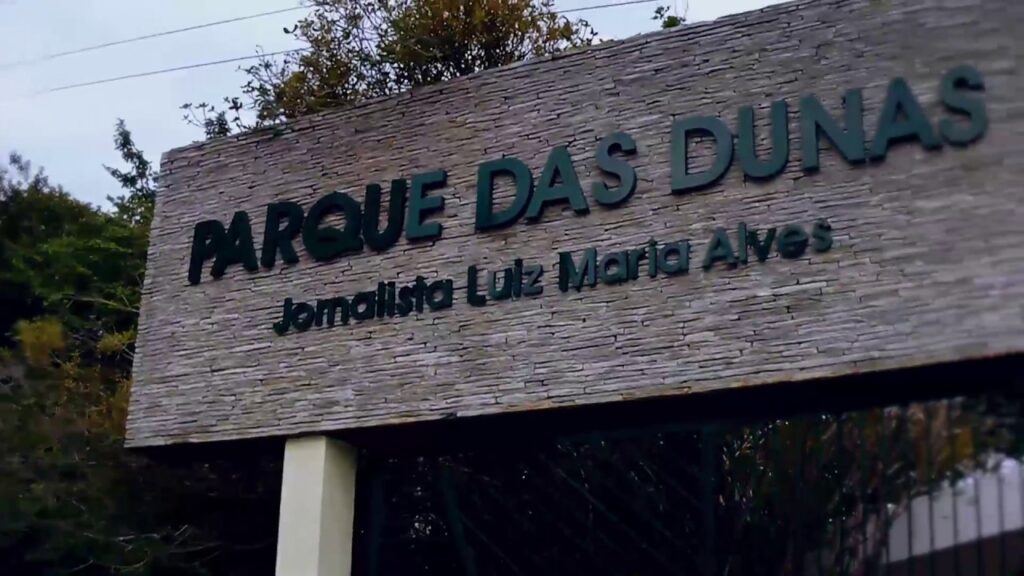 PARQUE DAS DUNAS
Jornalista Luiz Maria Alves